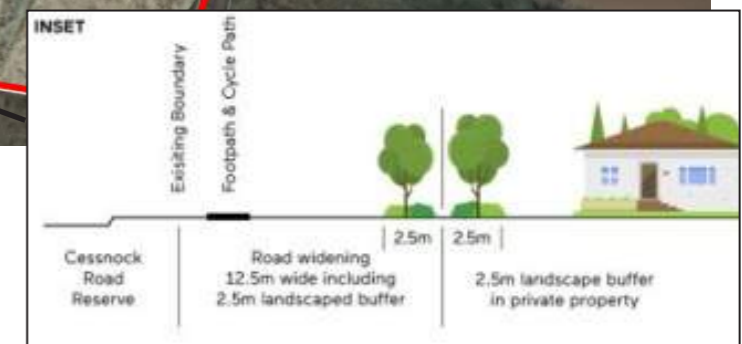 INSET
Exisiting Boundary
Footpath & Cycle Path
2.5m
2.5m
Cessnock
Road
Reserve
Road widening
12.5m wide including
2.5m landscaped buffer
2.5m landscape buffer
in private property